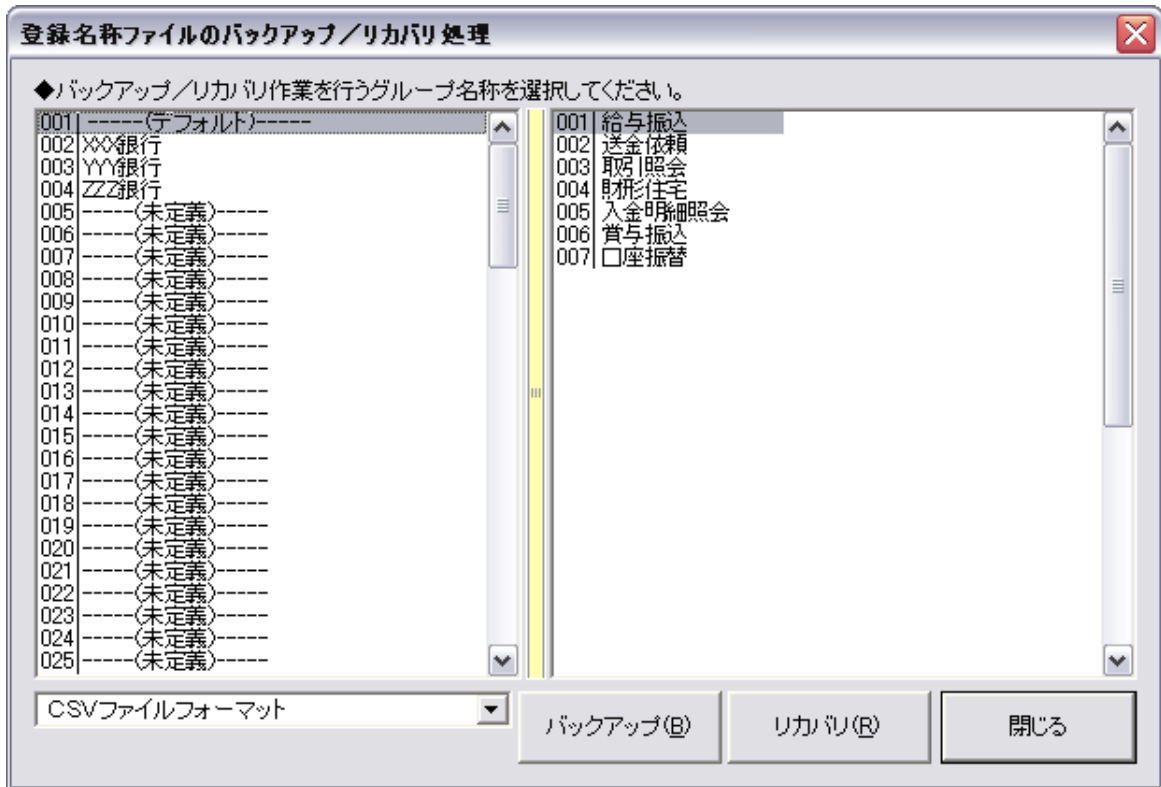 登録名称ファイルのバックアップ／リカバリ処理
◆バックアップ／リカバリ作業を行うグループ名称を選択してください。
001 -----(デフォルト)-----
002 XXX銀行
003 YYY銀行
004 ZZZ銀行
005 -----(未定義)-----
006 -----(未定義)-----
007 -----(未定義)-----
008 -----(未定義)-----
009 -----(未定義)-----
010 -----(未定義)-----
011 -----(未定義)-----
012 -----(未定義)-----
013 -----(未定義)-----
014 -----(未定義)-----
015 -----(未定義)-----
016 -----(未定義)-----
017 -----(未定義)-----
018 -----(未定義)-----
019 -----(未定義)-----
020 -----(未定義)-----
021 -----(未定義)-----
022 -----(未定義)-----
023 -----(未定義)-----
024 -----(未定義)-----
025 -----(未定義)-----
001 給与振込
002 送金依頼
003 取引照会
004 財形住宅
005 入金明細照会
006 賞与振込
007 口座振替
CSVファイルフォーマット
バックアップ(B)
リカバリ(R)
閉じる